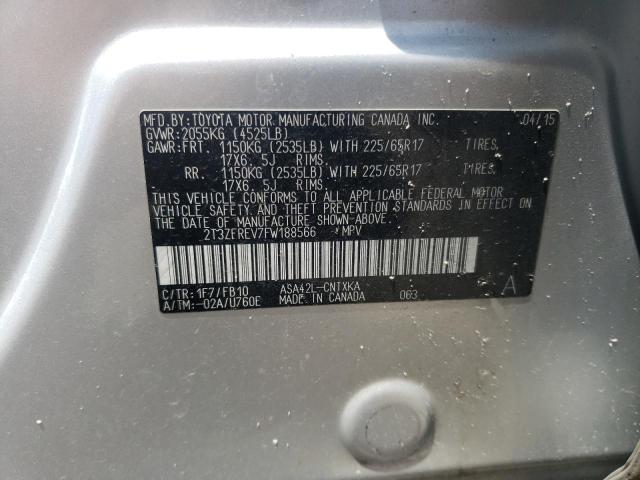 MFD.BY:TOYOTA MOTOR MANUFACTURING CANADA INC. 04/15
GVWR:2055KG (4525LB)
GAWR:FRT. 1150KG (2535LB) WITH 225/65R17 TIRES,
17X6.5J RIMS.
RR. 1150KG (2535LB) WITH 225/65R17 TIRES,
17X6.5J RIMS.
THIS VEHICLE CONFORMS TO ALL APPLICABLE FEDERAL MOTOR
VEHICLE SAFETY, AND THEFT PREVENTION STANDARDS IN EFFECT ON
THE DATE OF MANUFACTURE SHOWN ABOVE.
2T3ZFREV7FW188566 MPV
C/TR:1F7/FB10 ASA42L-CNTXKA
A/TM:-02A/U760E MADE IN CANADA 063 A